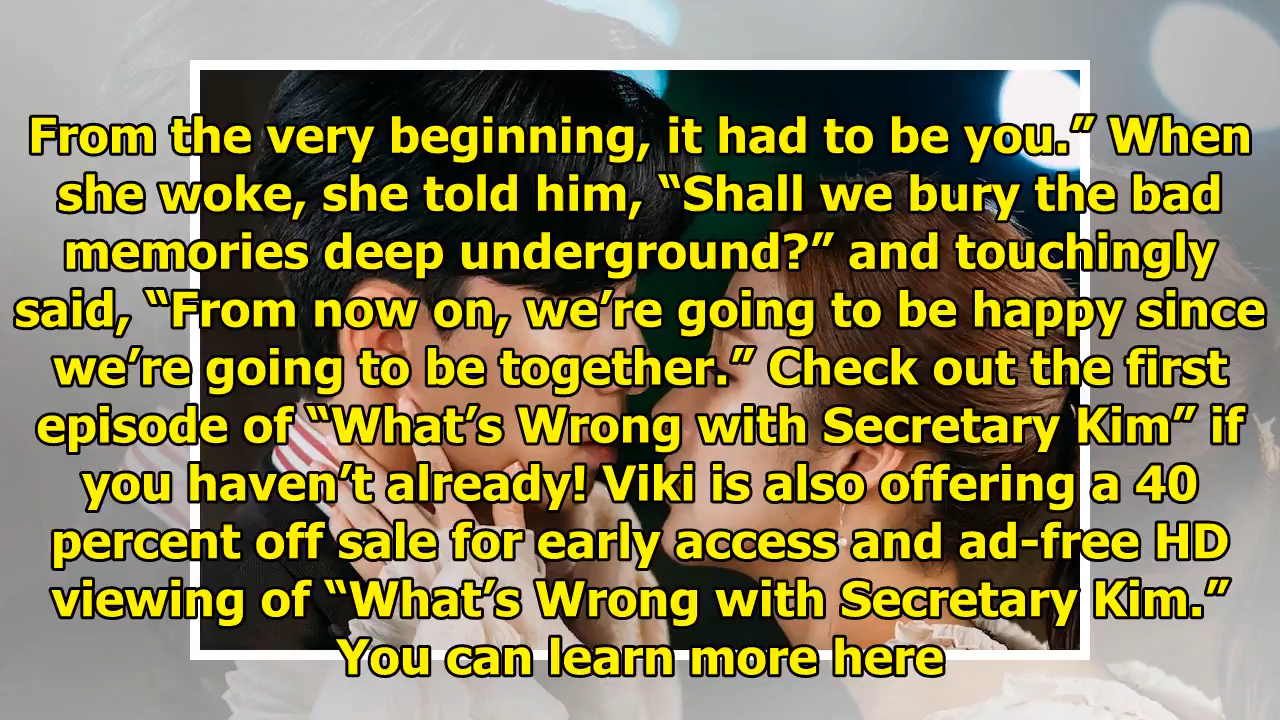 From the very beginning, it had to be you.” When
she woke, she told him, “Shall we bury the bad
memories deep underground?” and touchingly
said, “From now on, we’re going to be happy since
we’re going to be together.” Check out the first
episode of “What’s Wrong with Secretary Kim” if
you haven’t already! Viki is also offering a 40
percent off sale for early access and ad-free HD
viewing of “What’s Wrong with Secretary Kim.”
You can learn more here